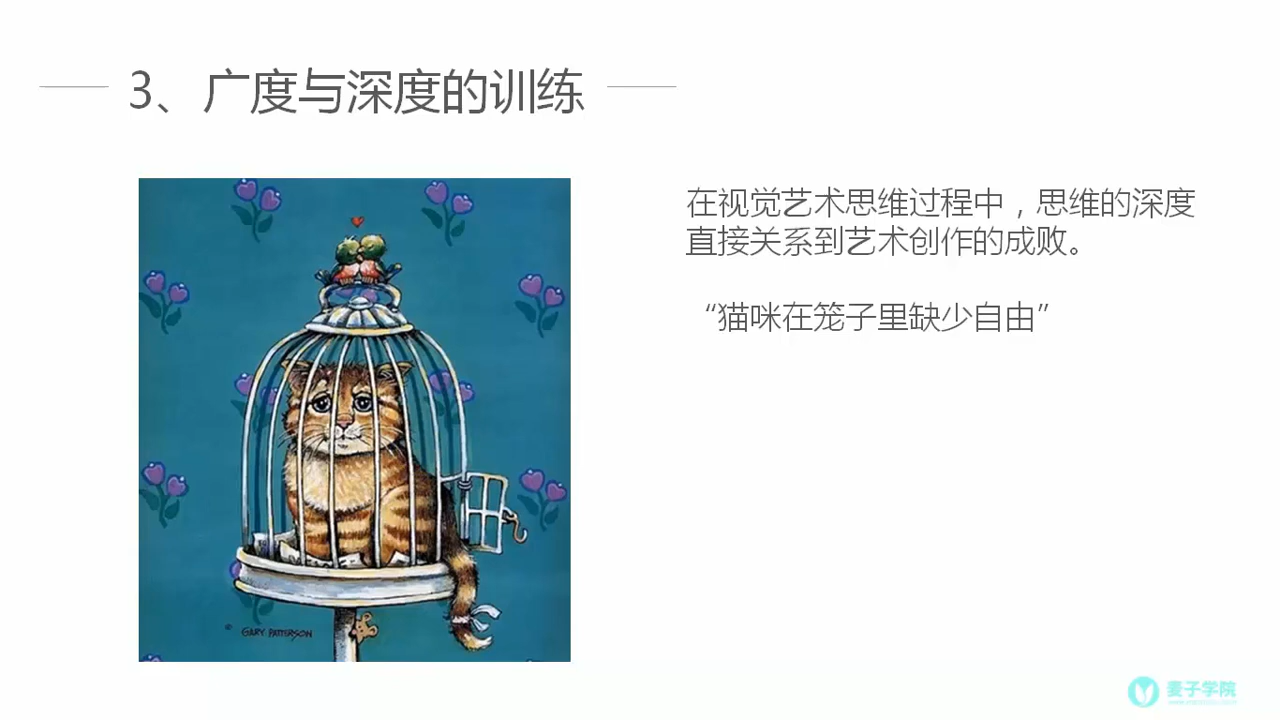 3、广度与深度的训练
在视觉艺术思维过程中，思维的深度
直接关系到艺术创作的成败。
“猫咪在笼子里缺少自由”
© GARY PATTERSON
麦子学院